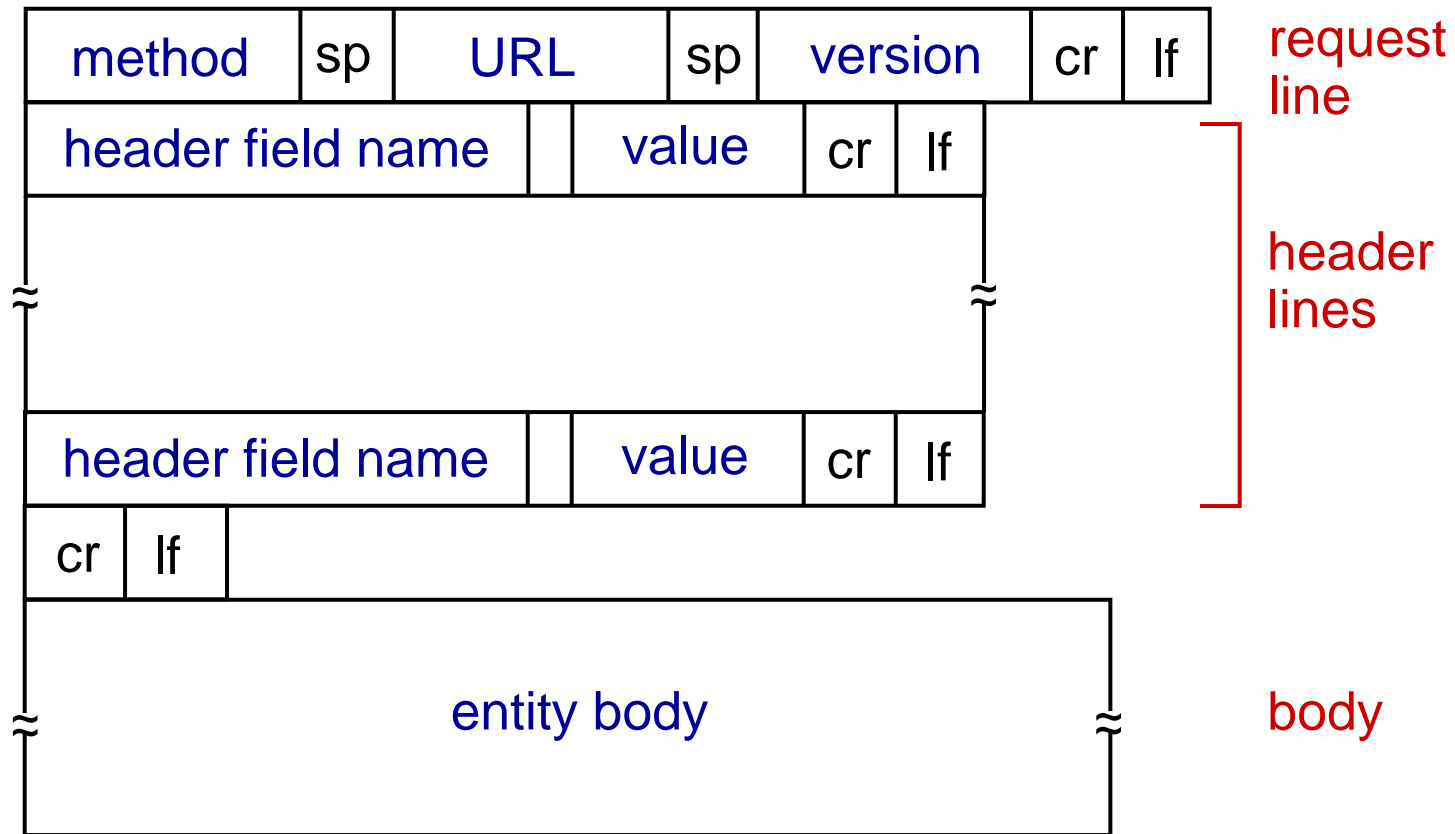 method sp URL sp version cr lf request
line
header field name value cr lf
header
lines
≈ ≈
header field name value cr lf
cr lf
≈ entity body ≈ body